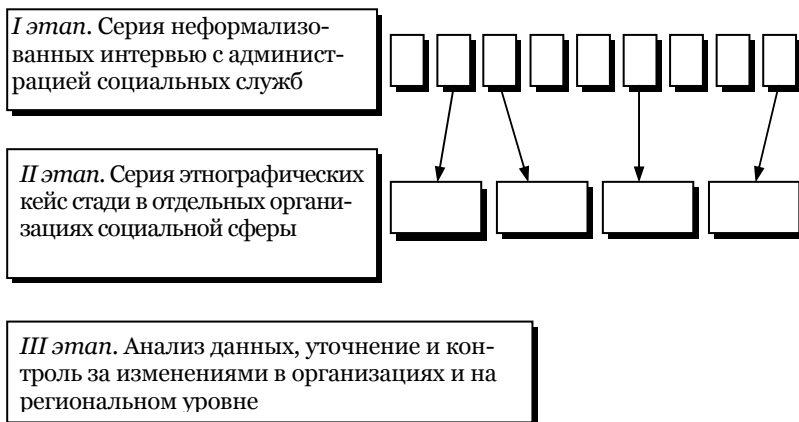 I этап. Серия неформализо-
ванных интервью с админист-
рацией социальных служб
II этап. Серия этнографических
кейс стади в отдельных органи-
зациях социальной сферы
III этап. Анализ данных, уточнение и кон-
троль за изменениями в организациях и на
региональном уровне